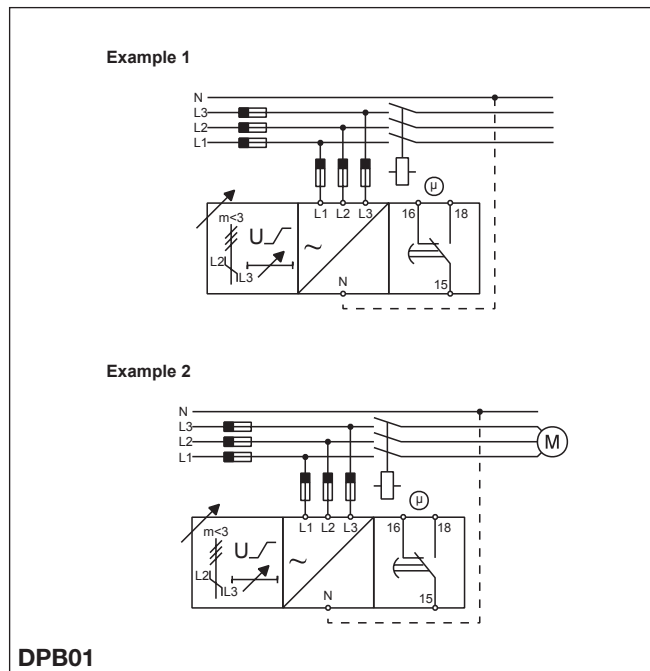 Example 1
N
L3
L2
L1
µ
L1 L2 L3 16 18
m<3
U
L2 L3
~
N
15
Example 2
N
L3
L2
L1
M
µ
L1 L2 L3 16 18
m<3
U
L2 L3
~
N
15
DPB01